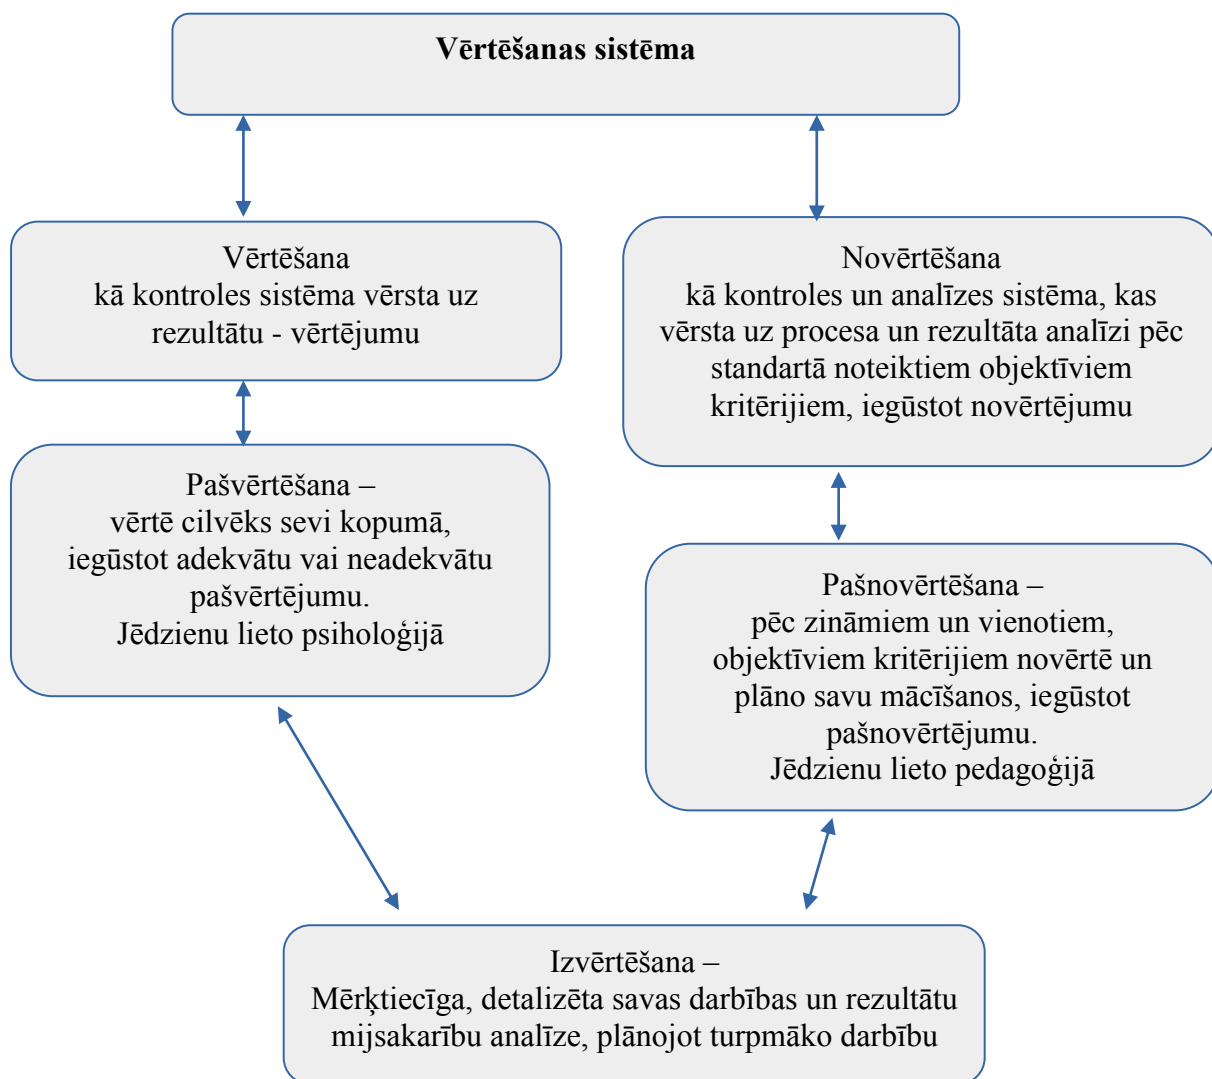 Vērtēšanas sistēma
Vērtēšana
kā kontroles sistēma vērsta uz
rezultātu - vērtējumu
Novērtēšana
kā kontroles un analīzes sistēma, kas
vērsta uz procesa un rezultāta analīzi pēc
standartā noteiktiem objektīviem
kritērijiem, iegūstot novērtējumu
Pašvērtēšana –
vērtē cilvēks sevi kopumā,
iegūstot adekvātu vai neadekvātu
pašvērtējumu.
Jēdzienu lieto psiholoģijā
Pašnovērtēšana –
pēc zināmiem un vienotiem,
objektīviem kritērijiem novērtē un
plāno savu mācīšanos, iegūstot
pašnovērtējumu.
Jēdzienu lieto pedagoģijā
Izvērtēšana –
Mērķtiecīga, detalizēta savas darbības un rezultātu
mijsakarību analīze, plānojot turpmāko darbību